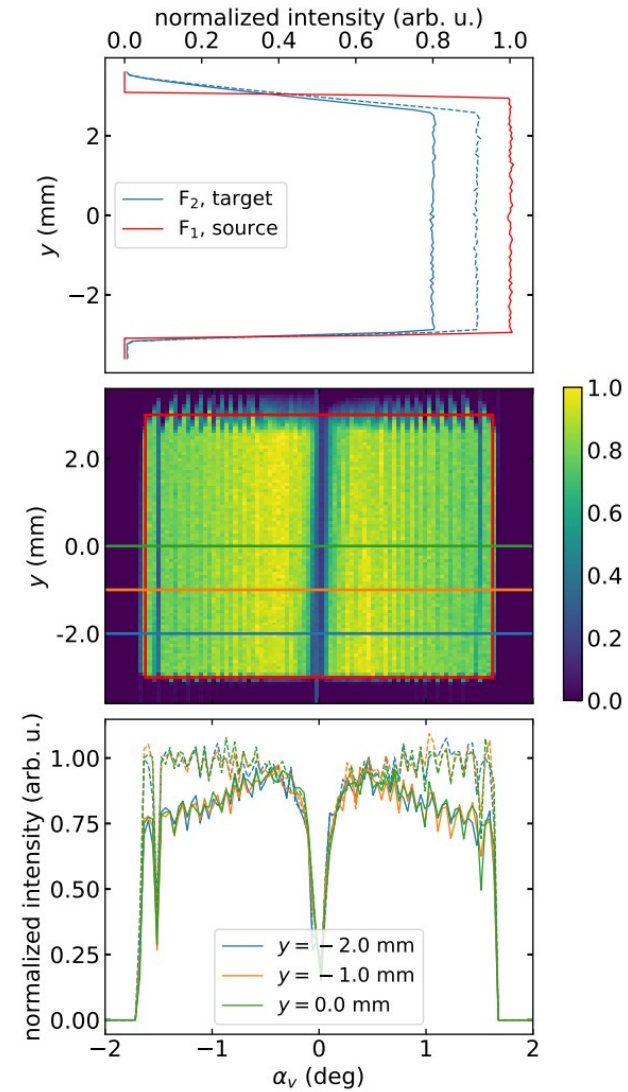 normalized intensity (arb. u.)
0.0 0.2 0.4 0.6 0.8 1.0
2
0
−2
y (mm)
F₂, target
F₁, source
2.0
0.0
-2.0
y (mm)
1.0
0.8
0.6
0.4
0.2
0.0
1.00
0.75
0.50
0.25
0.00
normalized intensity (arb. u.)
y = − 2.0 mm
y = − 1.0 mm
y = 0.0 mm
−2 −1 0 1 2
αᵥ (deg)